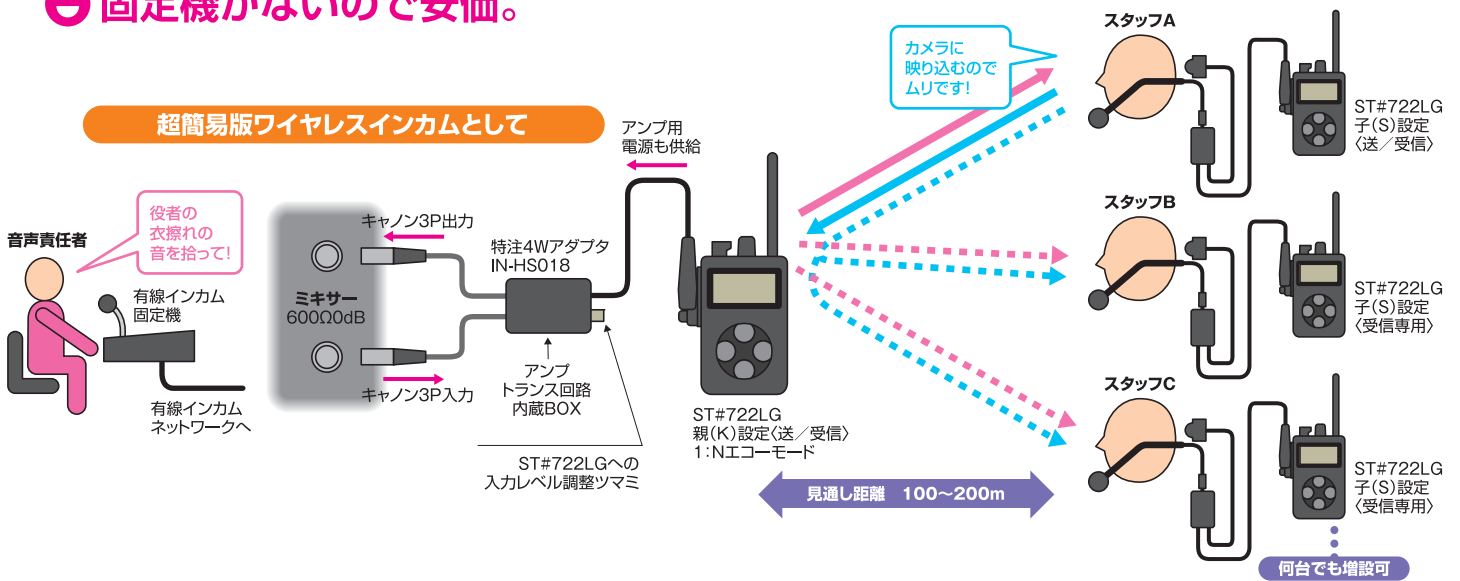 固定機がないので安価。
超簡易版ワイヤレスインカムとして
音声責任者
役者の
衣擦れの
音を拾って!
有線インカム
固定機
有線インカム
ネットワークへ
キャノン3P出力
ミキサー
600Ω0dB
キャノン3P入力
特注4Wアダプタ
IN-HS018
アンプ
トランス回路
内蔵BOX
ST#722LGへの
入力レベル調整ツマミ
アンプ用
電源も供給
ST#722LG
親(K)設定〈送/受信〉
1:Nエコーモード
見通し距離 100〜200m
カメラに
映り込むので
ムリです!
スタッフA
ST#722LG
子(S)設定
〈送/受信〉
スタッフB
ST#722LG
子(S)設定
〈受信専用〉
スタッフC
ST#722LG
子(S)設定
〈受信専用〉
何台でも増設可